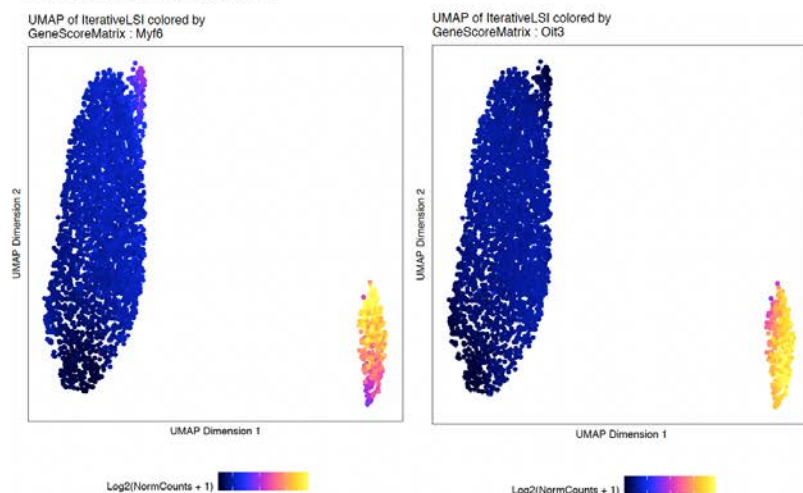 UMAP of IterativeLSI colored by
GeneScoreMatrix : Myf6
UMAP Dimension 2
UMAP Dimension 1
Log2(NormCounts + 1)
UMAP of IterativeLSI colored by
GeneScoreMatrix : Oit3
UMAP Dimension 2
UMAP Dimension 1
Log2(NormCounts + 1)